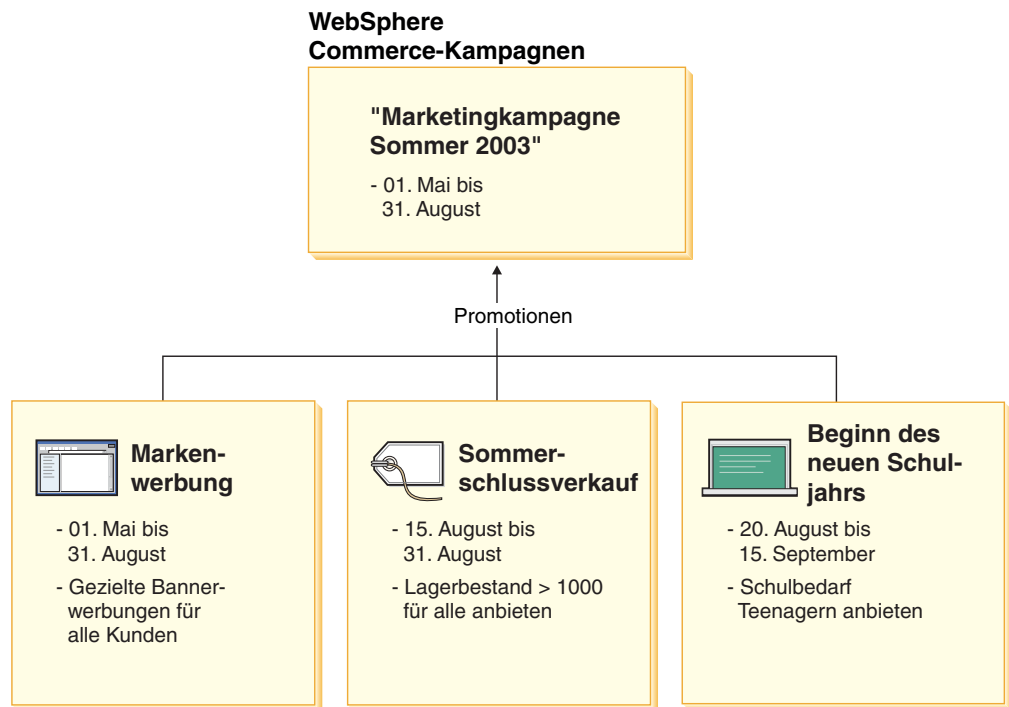 WebSphere
Commerce-Kampagnen
"Marketingkampagne
Sommer 2003"
- 01. Mai bis
31. August
Promotionen
Marken-
werbung
- 01. Mai bis
31. August
- Gezielte Banner-
werbungen für
alle Kunden
Sommer-
schlussverkauf
- 15. August bis
31. August
- Lagerbestand > 1000
für alle anbieten
Beginn des
neuen Schul-
jahrs
- 20. August bis
15. September
- Schulbedarf
Teenagern anbieten